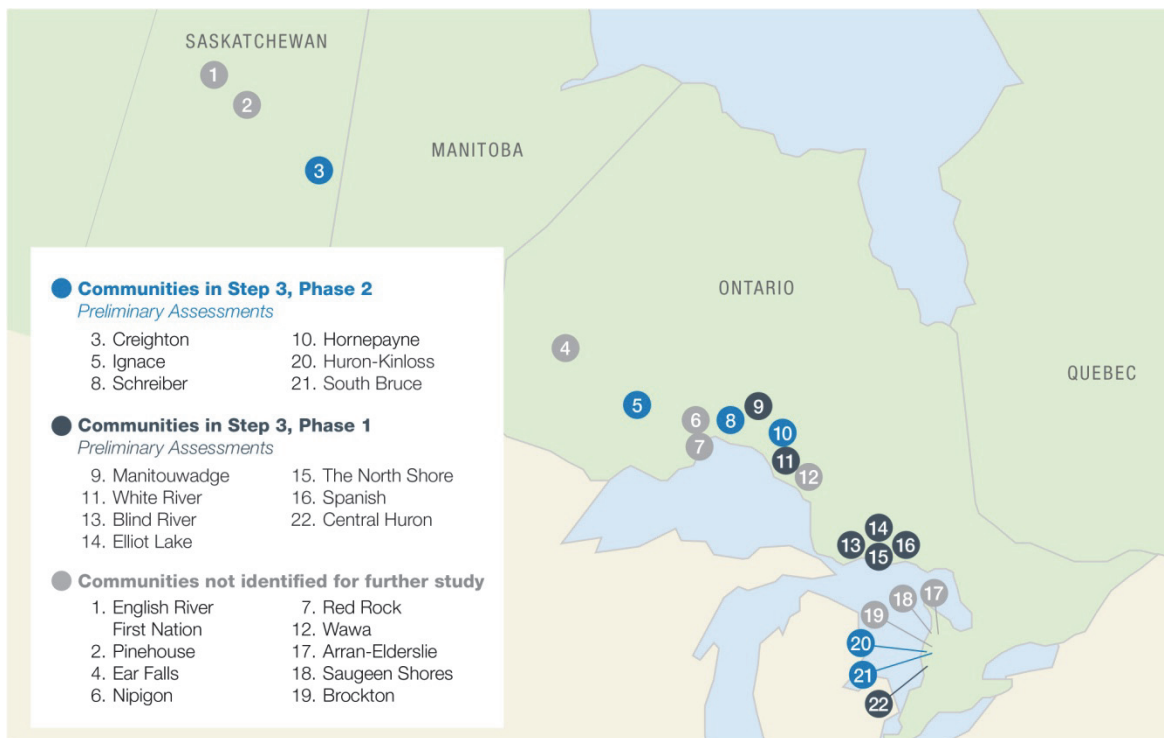 SASKATCHEWAN
1
2
3
MANITOBA
ONTARIO
QUEBEC
4
5
6
7
8
9
10
11
12
13
14
15
16
17
18
19
20
21
22
Communities in Step 3, Phase 2
Preliminary Assessments
3. Creighton
5. Ignace
8. Schreiber
10. Hornepayne
20. Huron-Kinloss
21. South Bruce
Communities in Step 3, Phase 1
Preliminary Assessments
9. Manitouwadge
11. White River
13. Blind River
14. Elliot Lake
15. The North Shore
16. Spanish
22. Central Huron
Communities not identified for further study
1. English River
First Nation
2. Pinehouse
4. Ear Falls
6. Nipigon
7. Red Rock
12. Wawa
17. Arran-Elderslie
18. Saugeen Shores
19. Brockton